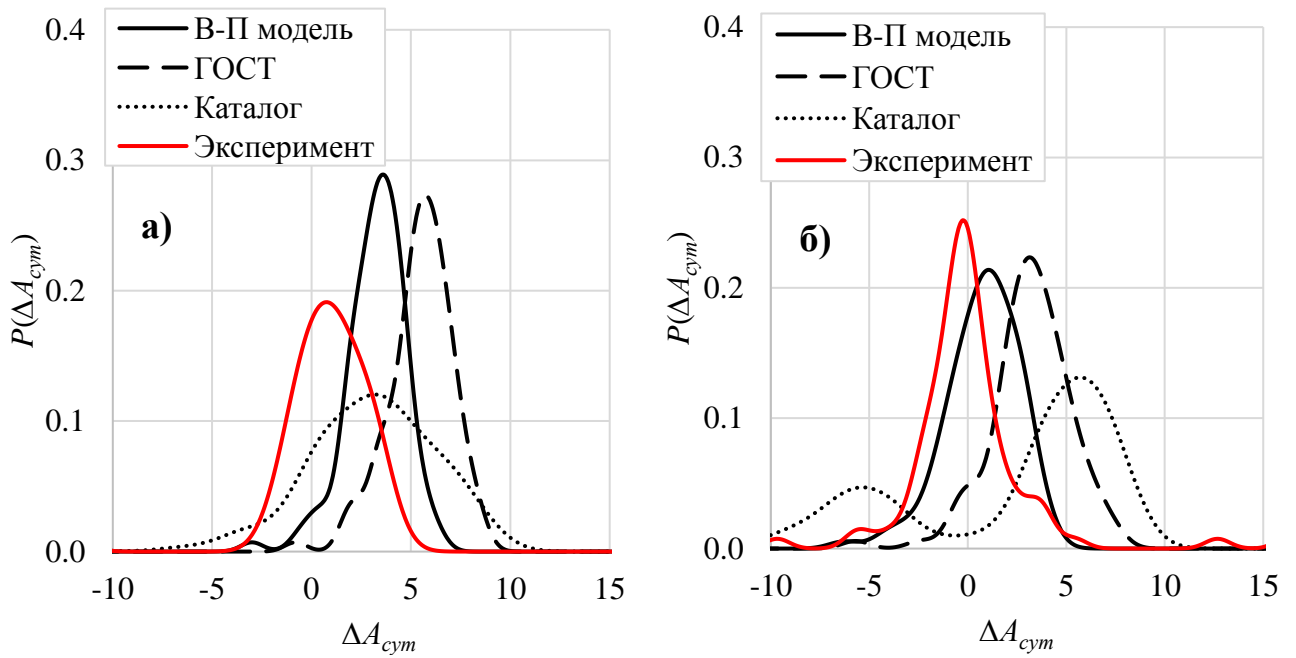 0.4
0.3
0.2
0.1
0.0
P(ΔAсут)
В-П модель
ГОСТ
Каталог
Эксперимент
а)
-10 -5 0 5 10 15
ΔAсут
0.4
0.3
0.2
0.1
0.0
P(ΔAсут)
В-П модель
ГОСТ
Каталог
Эксперимент
б)
-10 -5 0 5 10 15
ΔAсут